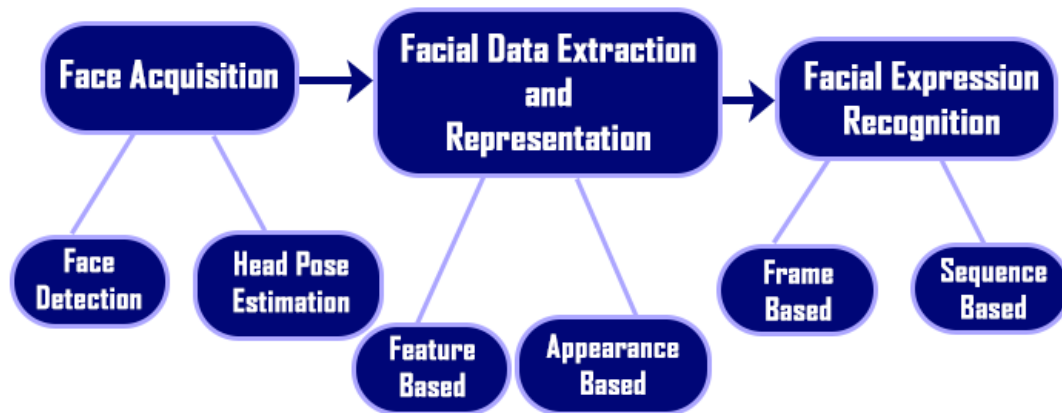 Face Acquisition
Facial Data Extraction
and
Representation
Facial Expression
Recognition
Face
Detection
Head Pose
Estimation
Feature
Based
Appearance
Based
Frame
Based
Sequence
Based